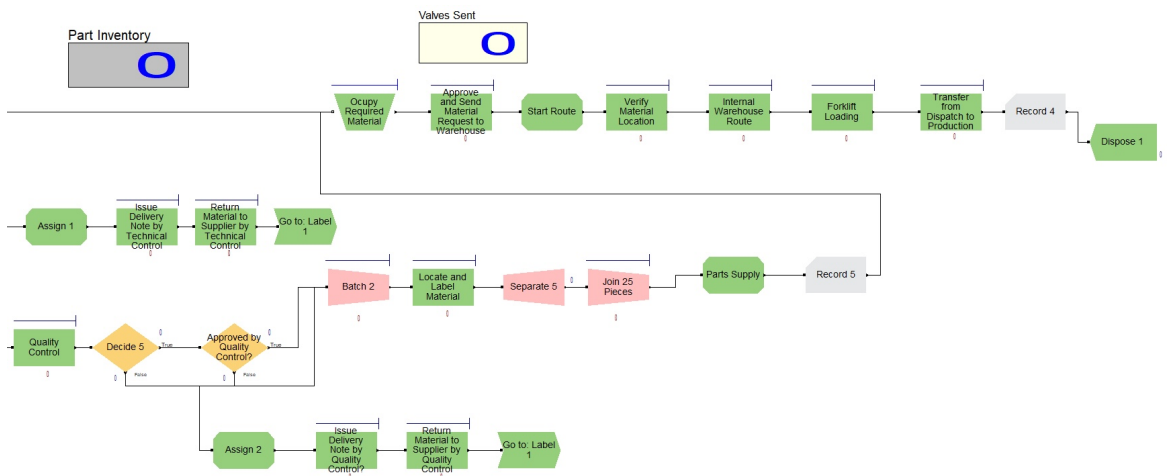 Part Inventory
0
Valves Sent
0
Ocupy
Required
Material
Approve
and Send
Material
Request to
Warehouse
Start Route
Verify
Material
Location
Internal
Warehouse
Route
Forklift
Loading
Transfer
from
Dispatch to
Production
Record 4
Dispose 1
Assign 1
Issue
Delivery
Note by
Technical
Control
Return
Material to
Supplier by
Technical
Control
Go to: Label
1
Batch 2
Locate and
Label
Material
Separate 5
0
Join 25
Pieces
Parts Supply
Record 5
Quality
Control
Decide 5
0
True
False
Approved by
Quality
Control?
0
True
False
Assign 2
Issue
Delivery
Note by
Quality
Control?
Return
Material to
Supplier by
Quality
Control
Go to: Label
1